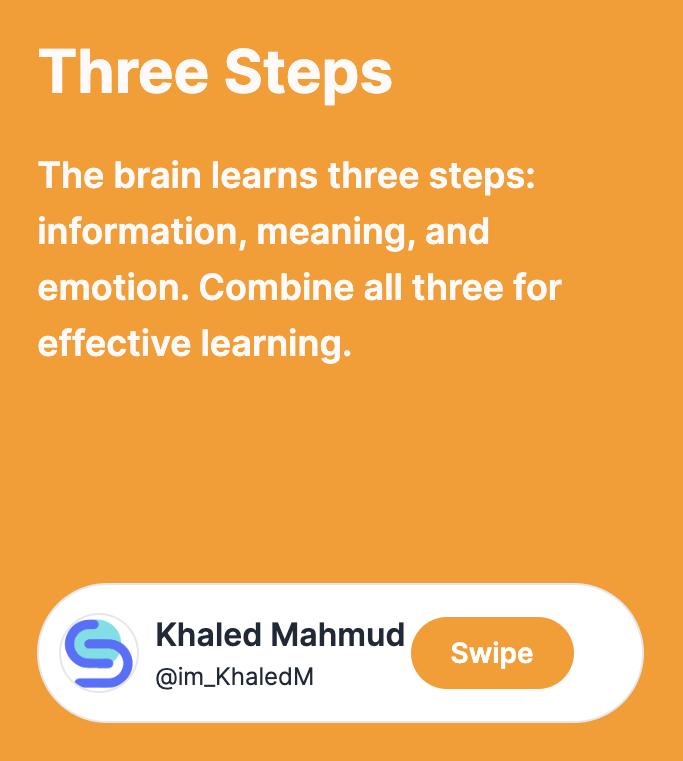 Three Steps
The brain learns three steps:
information, meaning, and
emotion. Combine all three for
effective learning.
Khaled Mahmud
@im_KhaledM
Swipe